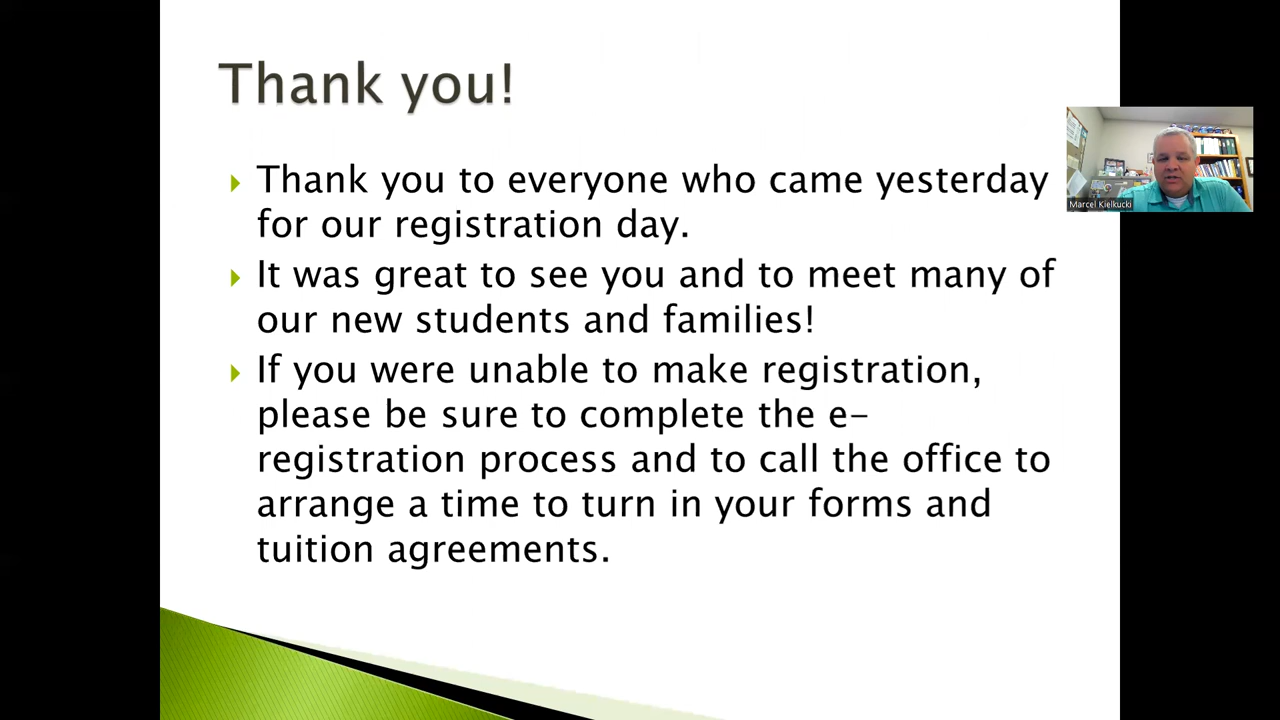 Thank you!
Thank you to everyone who came yesterday
for our registration day.
It was great to see you and to meet many of
our new students and families!
If you were unable to make registration,
please be sure to complete the e-
registration process and to call the office to
arrange a time to turn in your forms and
tuition agreements.
Marcel Kielkucki